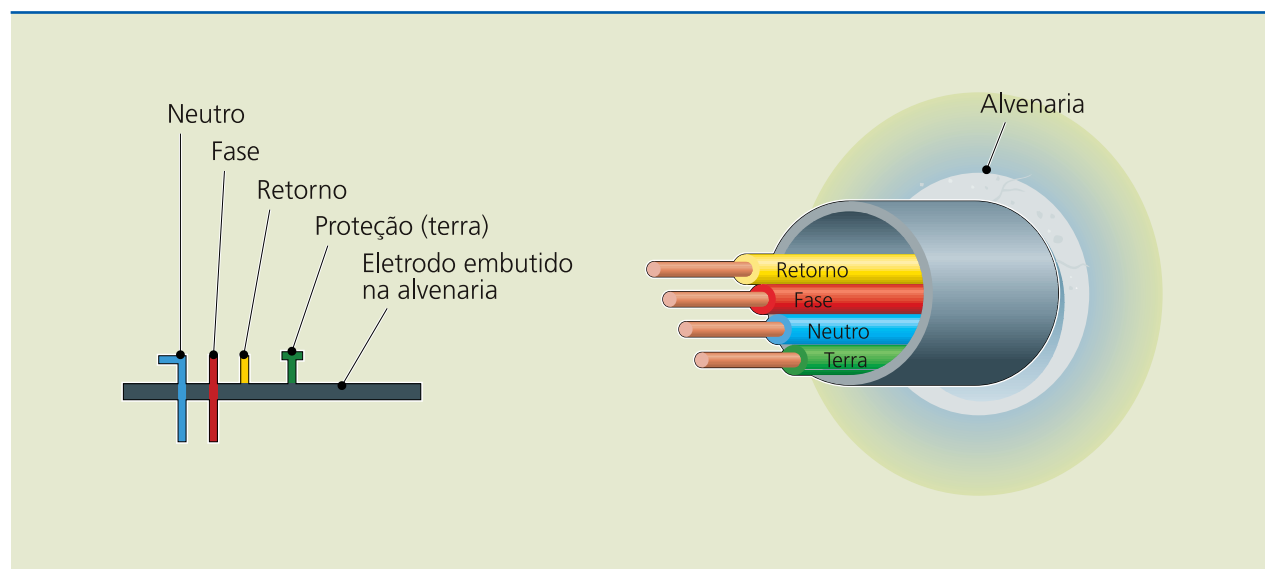 Neutro
Fase
Retorno
Proteção (terra)
Eletrodo embutido
na alvenaria
Alvenaria
Retorno
Fase
Neutro
Terra